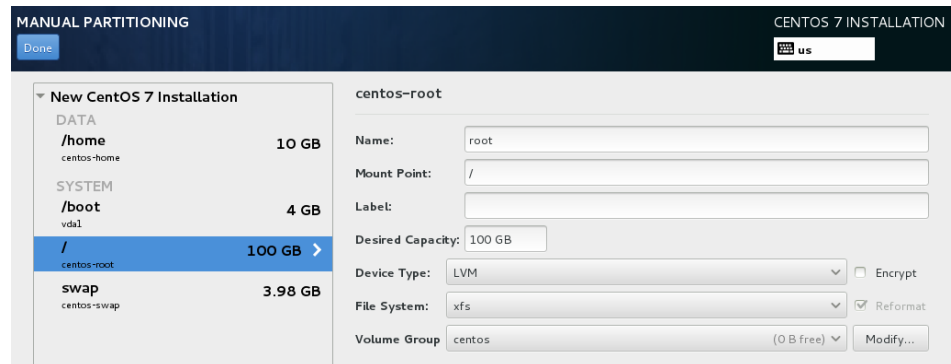 MANUAL PARTITIONING
CENTOS 7 INSTALLATION
Done
us
New CentOS 7 Installation
DATA
/home 10 GB
centos-home
SYSTEM
/boot 4 GB
vda1
/ 100 GB
centos-root
swap 3.98 GB
centos-swap
centos-root
Name: root
Mount Point: /
Label:
Desired Capacity: 100 GB
Device Type: LVM Encrypt
File System: xfs Reformat
Volume Group centos (0 B free) Modify...